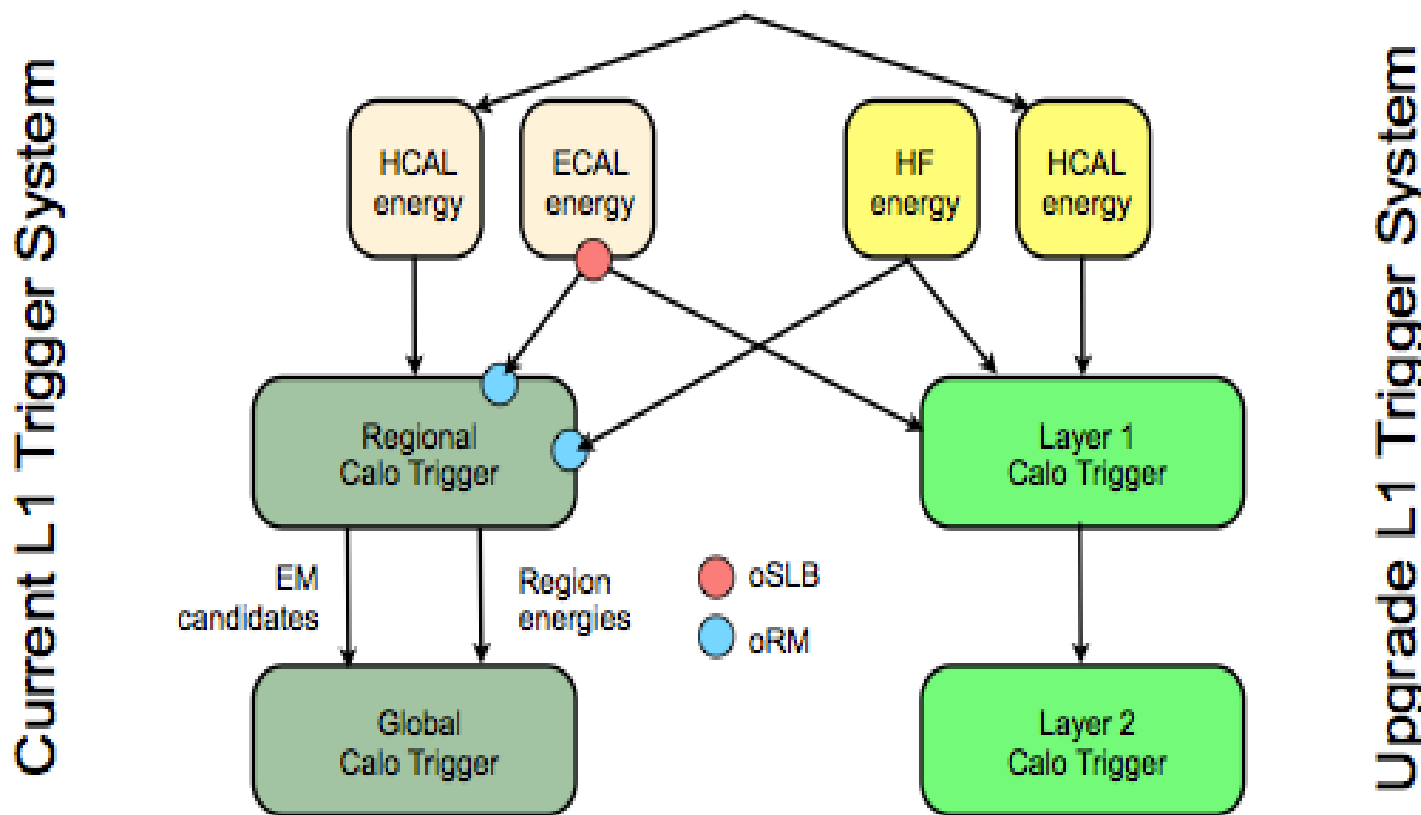 Current L1 Trigger System
HCAL
energy
ECAL
energy
HF
energy
HCAL
energy
Regional
Calo Trigger
Layer 1
Calo Trigger
EM
candidates
Region
energies
oSLB
oRM
Global
Calo Trigger
Layer 2
Calo Trigger
Upgrade L1 Trigger System